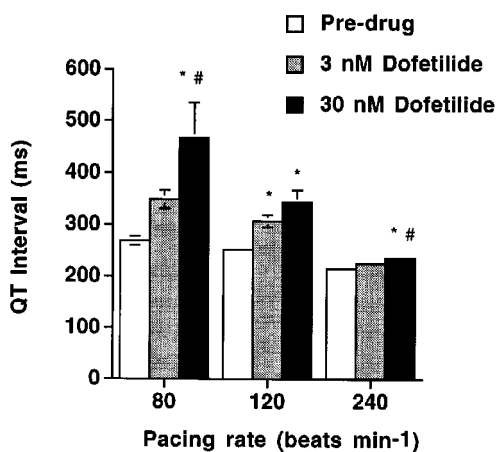 Pre-drug
3 nM Dofetilide
30 nM Dofetilide
600
500
400
300
200
100
0
QT Interval (ms)
* #
* *
* #
80 120 240
Pacing rate (beats min-1)